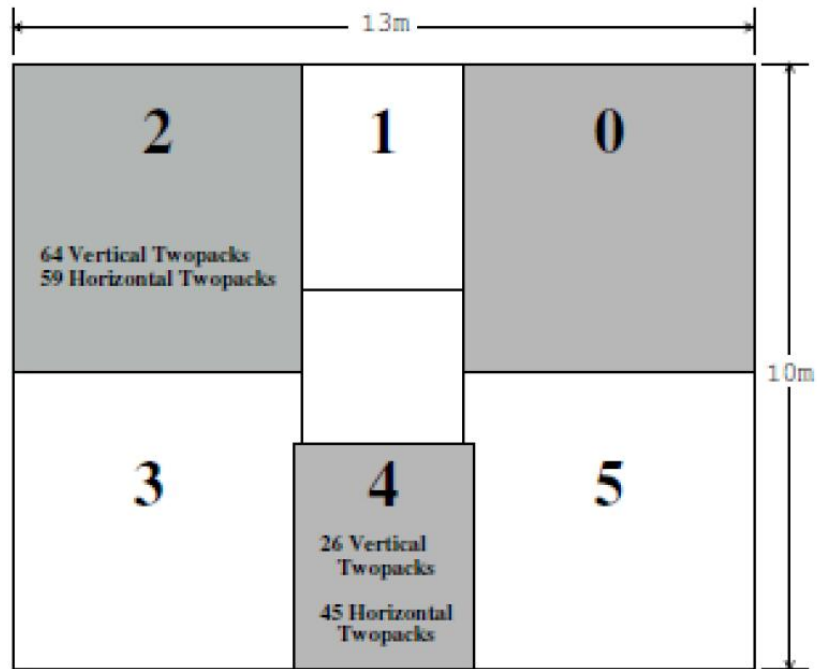 13m
2
1
0
64 Vertical Twopacks
59 Horizontal Twopacks
10m
3
4
5
26 Vertical
Twopacks
45 Horizontal
Twopacks